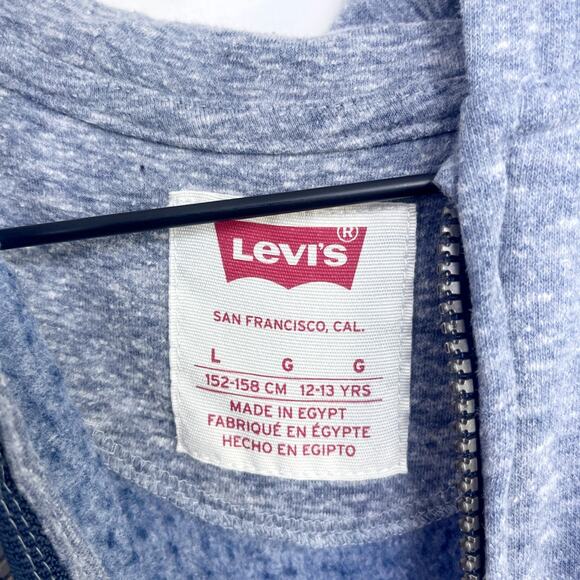 LEVI'S ®
SAN FRANCISCO, CAL.
L G G
152-158 CM 12-13 YRS
MADE IN EGYPT
FABRIQUÉ EN ÉGYPTE
HECHO EN EGIPTO